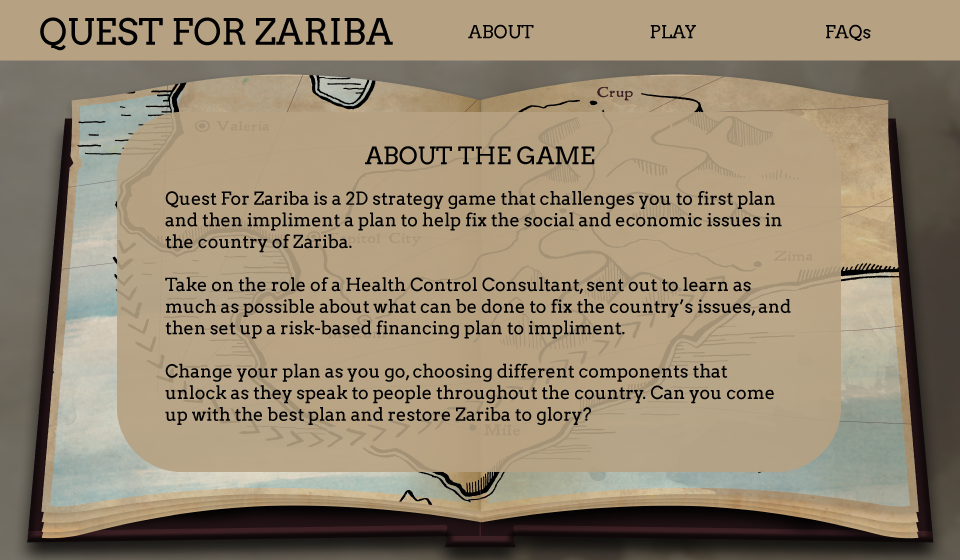 QUEST FOR ZARIBA
ABOUT
PLAY
FAQs
Crup
Valeria
ABOUT THE GAME
Quest For Zariba is a 2D strategy game that challenges you to first plan
and then impliment a plan to help fix the social and economic issues in
the country of Zariba.
Capitol City
Zima
Take on the role of a Health Control Consultant, sent out to learn as
much as possible about what can be done to fix the country's issues, and
then set up a risk-based financing plan to impliment.
Change your plan as you go, choosing different components that
unlock as they speak to people throughout the country. Can you come
up with the best plan and restore Zariba to glory?
Mile